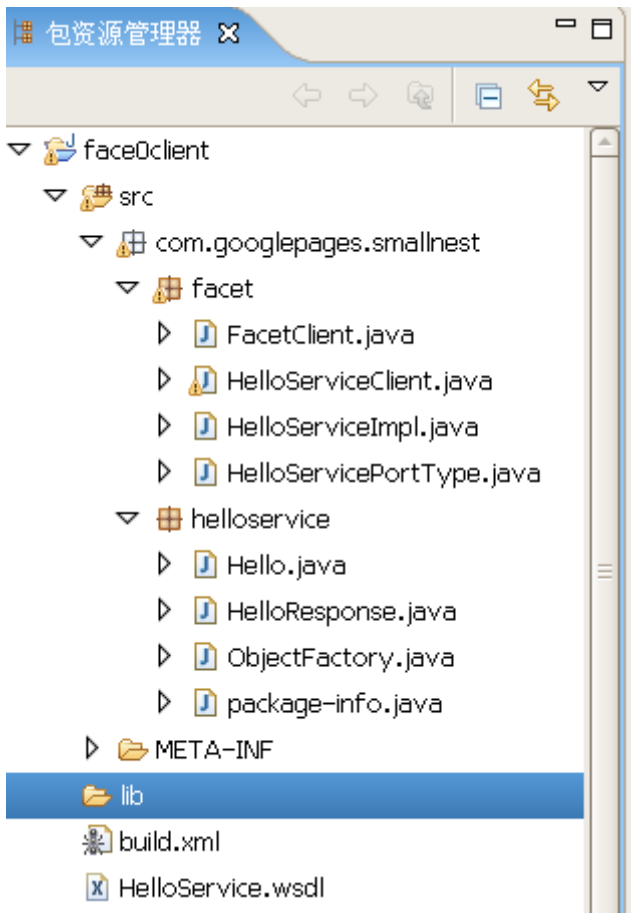 包资源管理器
face0client
src
com.googlepages.smallnest
facet
FacetClient.java
HelloServiceClient.java
HelloServiceImpl.java
HelloServicePortType.java
helloservice
Hello.java
HelloResponse.java
ObjectFactory.java
package-info.java
META-INF
lib
build.xml
HelloService.wsdl